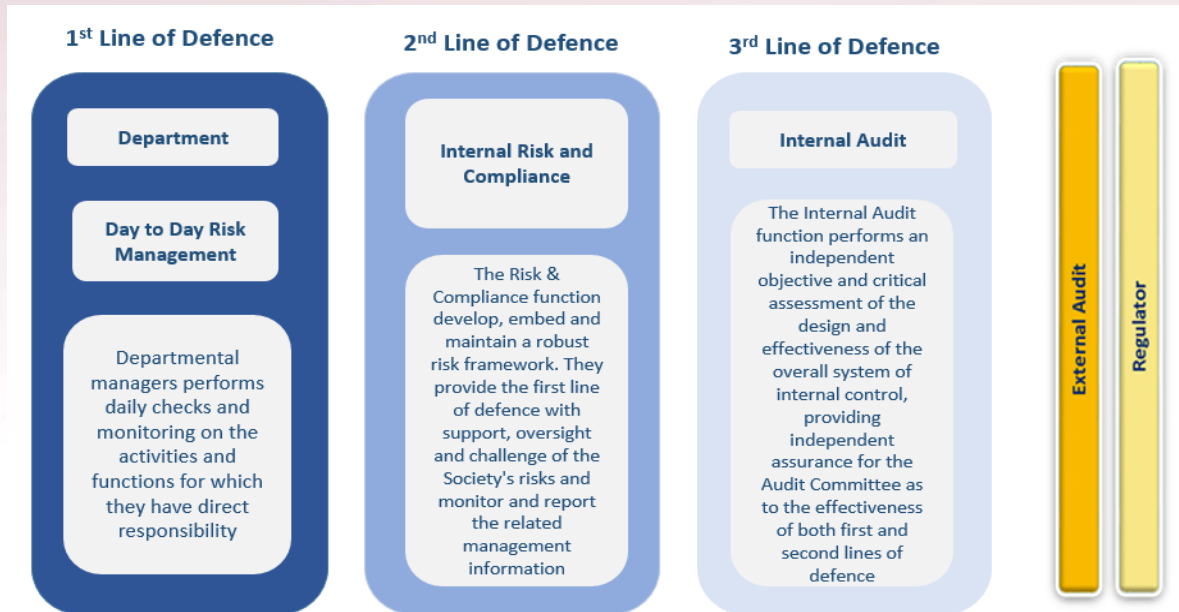 1st Line of Defence
Department
Day to Day Risk
Management
Departmental
managers performs
daily checks and
monitoring on the
activities and
functions for which
they have direct
responsibility
2nd Line of Defence
Internal Risk and
Compliance
The Risk &
Compliance function
develop, embed and
maintain a robust
risk framework. They
provide the first line
of defence with
support, oversight
and challenge of the
Society's risks and
monitor and report
the related
management
information
3rd Line of Defence
Internal Audit
The Internal Audit
function performs an
independent
objective and critical
assessment of the
design and
effectiveness of the
overall system of
internal control,
providing
independent
assurance for the
Audit Committee as
to the effectiveness
of both first and
second lines of
defence
External Audit
Regulator